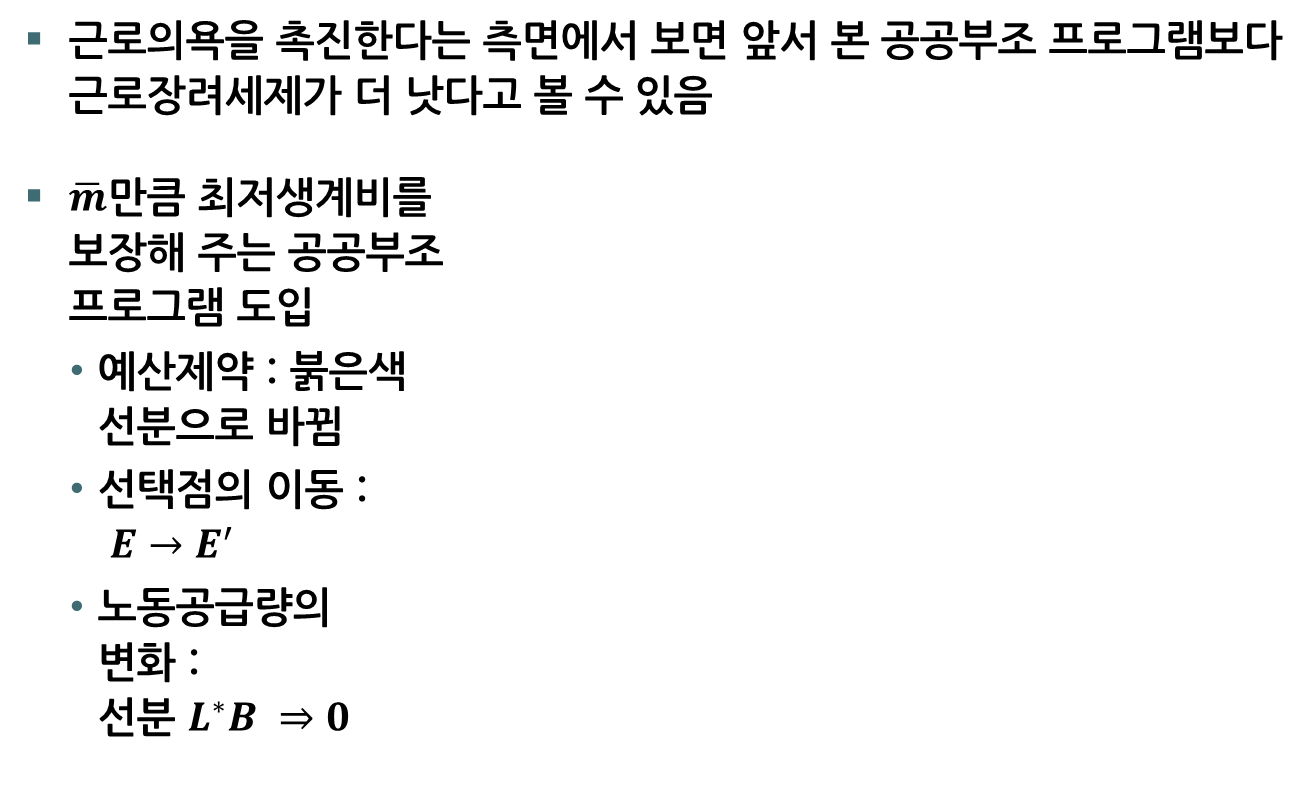 ▪ 근로의욕을 촉진한다는 측면에서 보면 앞서 본 공공부조 프로그램보다
근로장려세제가 더 낫다고 볼 수 있음
▪ m̅만큼 최저생계비를
보장해 주는 공공부조
프로그램 도입
• 예산제약 : 붉은색
선분으로 바뀜
• 선택점의 이동 :
E → E′
• 노동공급량의
변화 :
선분 L*B ⇒ 0